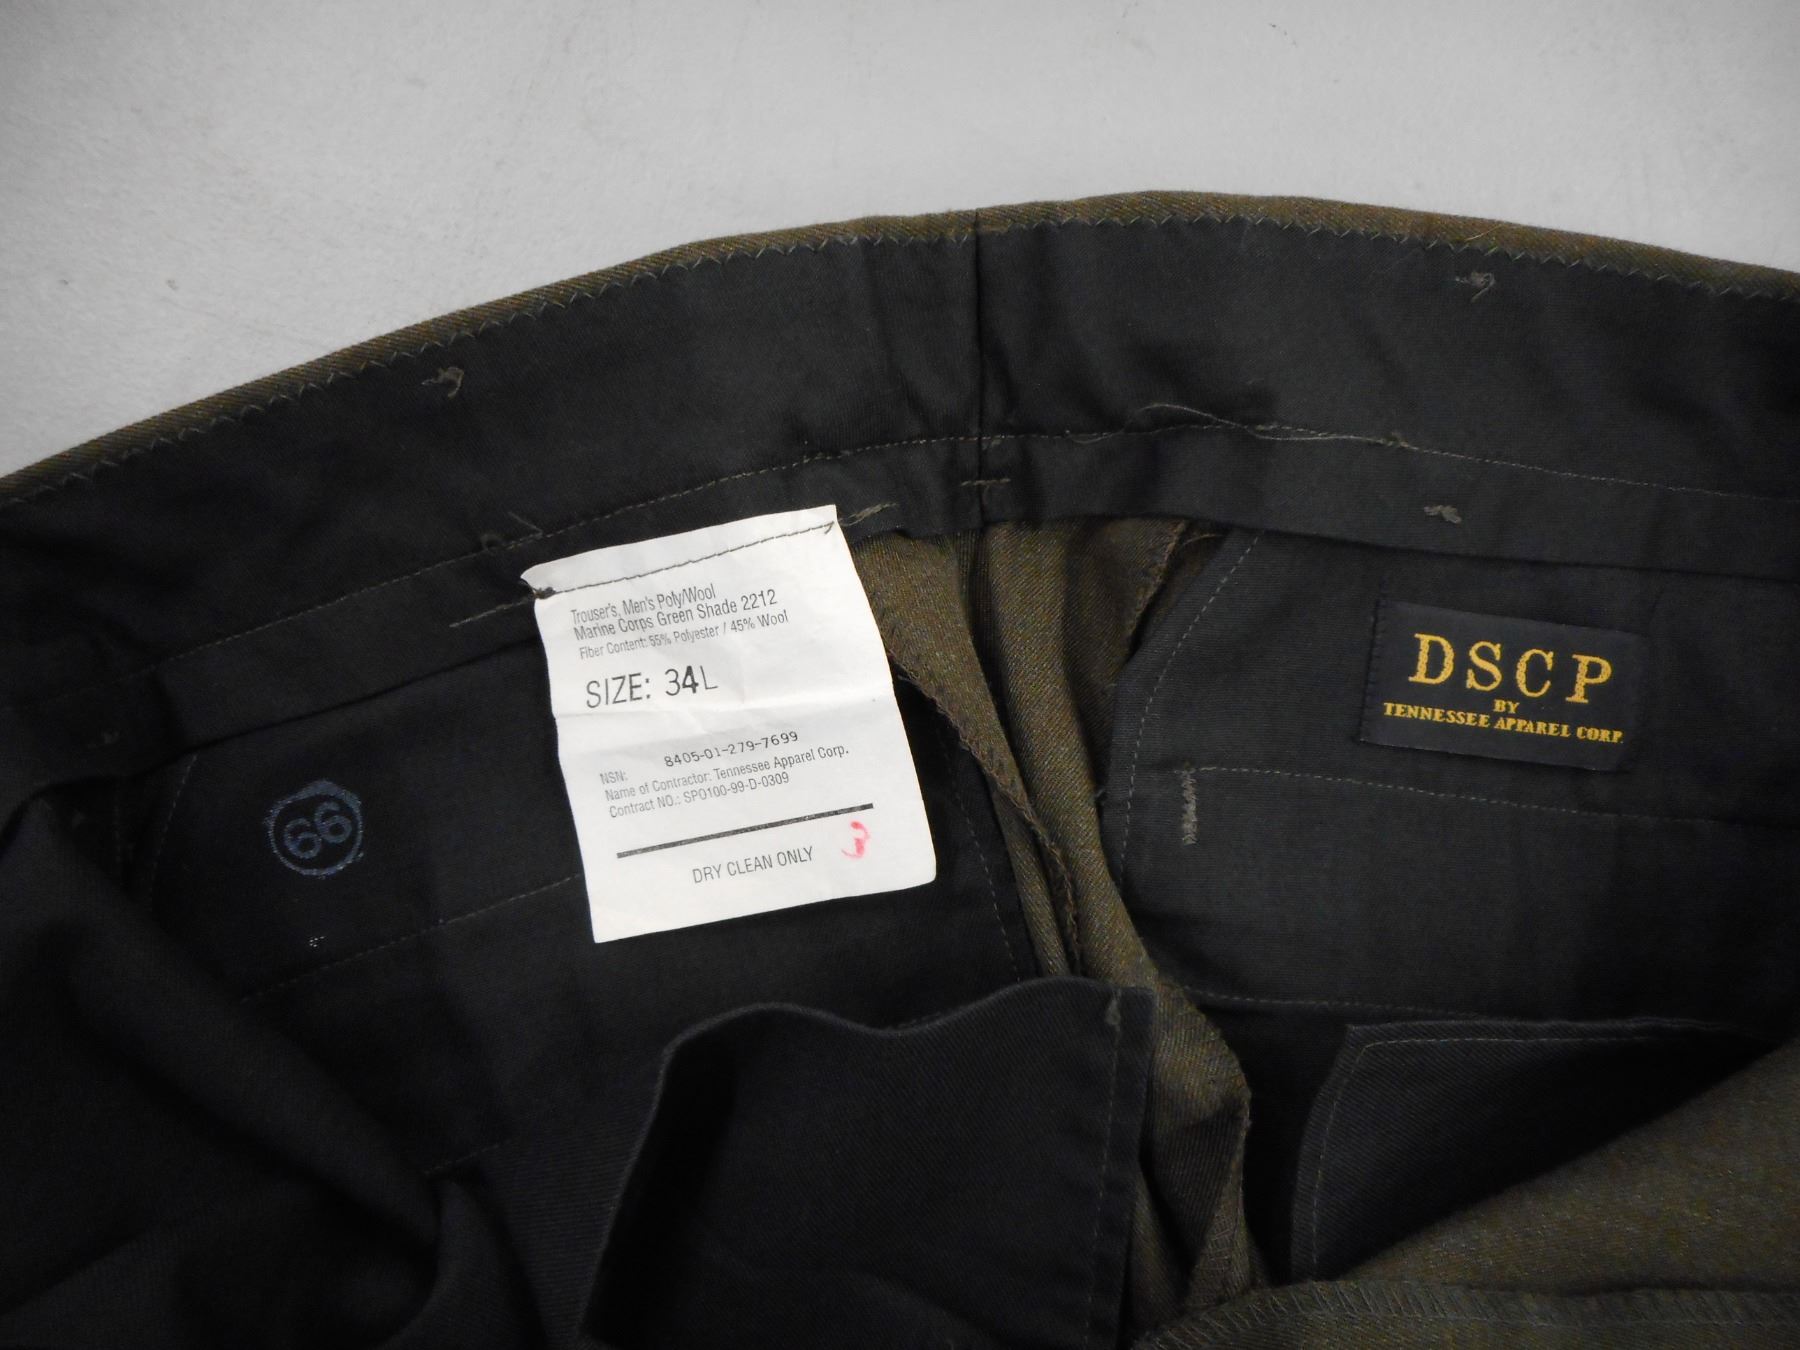 Trouser's, Men's Poly/Wool
Marine Corps Green Shade 2212
Fiber Content: 55% Polyester / 45% Wool
SIZE: 34L
NSN: 8405-01-279-7699
Name of Contractor: Tennessee Apparel Corp.
Contract NO.: SPO100-99-D-0309
DRY CLEAN ONLY
3
66
DSCP
BY
TENNESSEE APPAREL CORP.